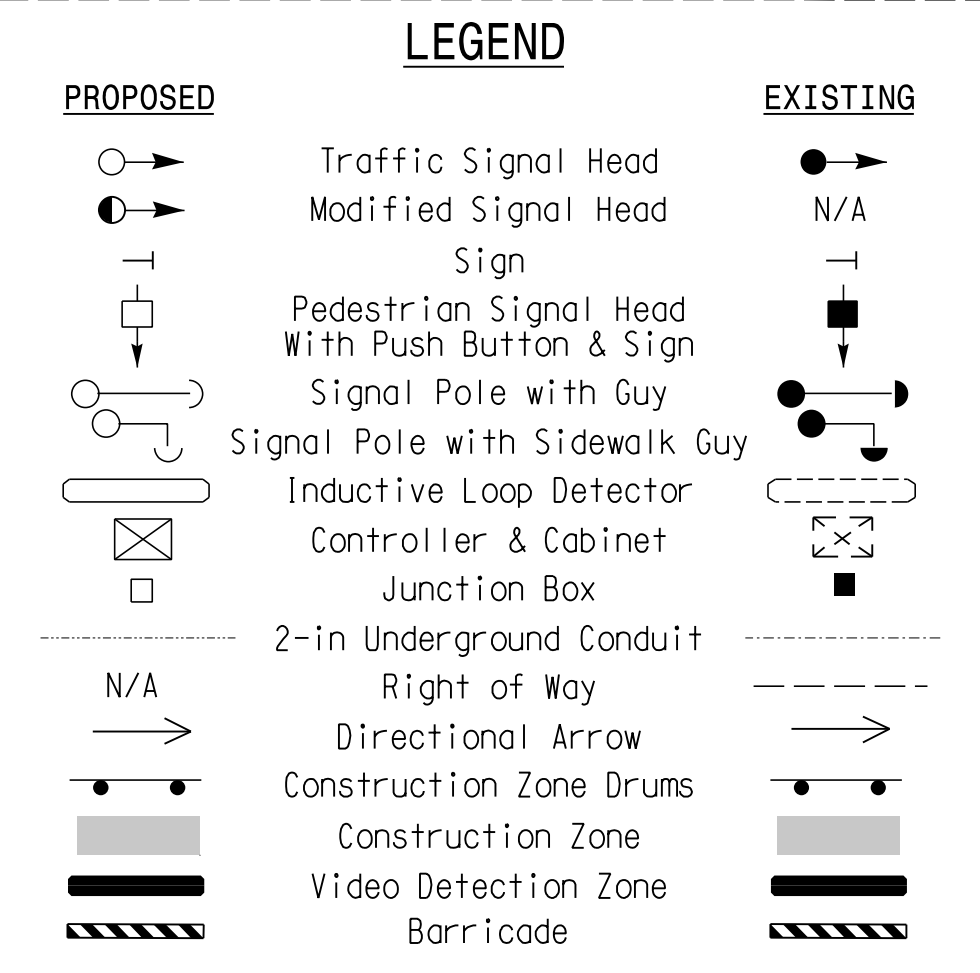 LEGEND
PROPOSED EXISTING
Traffic Signal Head
Modified Signal Head N/A
Sign
Pedestrian Signal Head
With Push Button & Sign
Signal Pole with Guy
Signal Pole with Sidewalk Guy
Inductive Loop Detector
Controller & Cabinet
Junction Box
2-in Underground Conduit
N/A Right of Way
Directional Arrow
Construction Zone Drums
Construction Zone
Video Detection Zone
Barricade